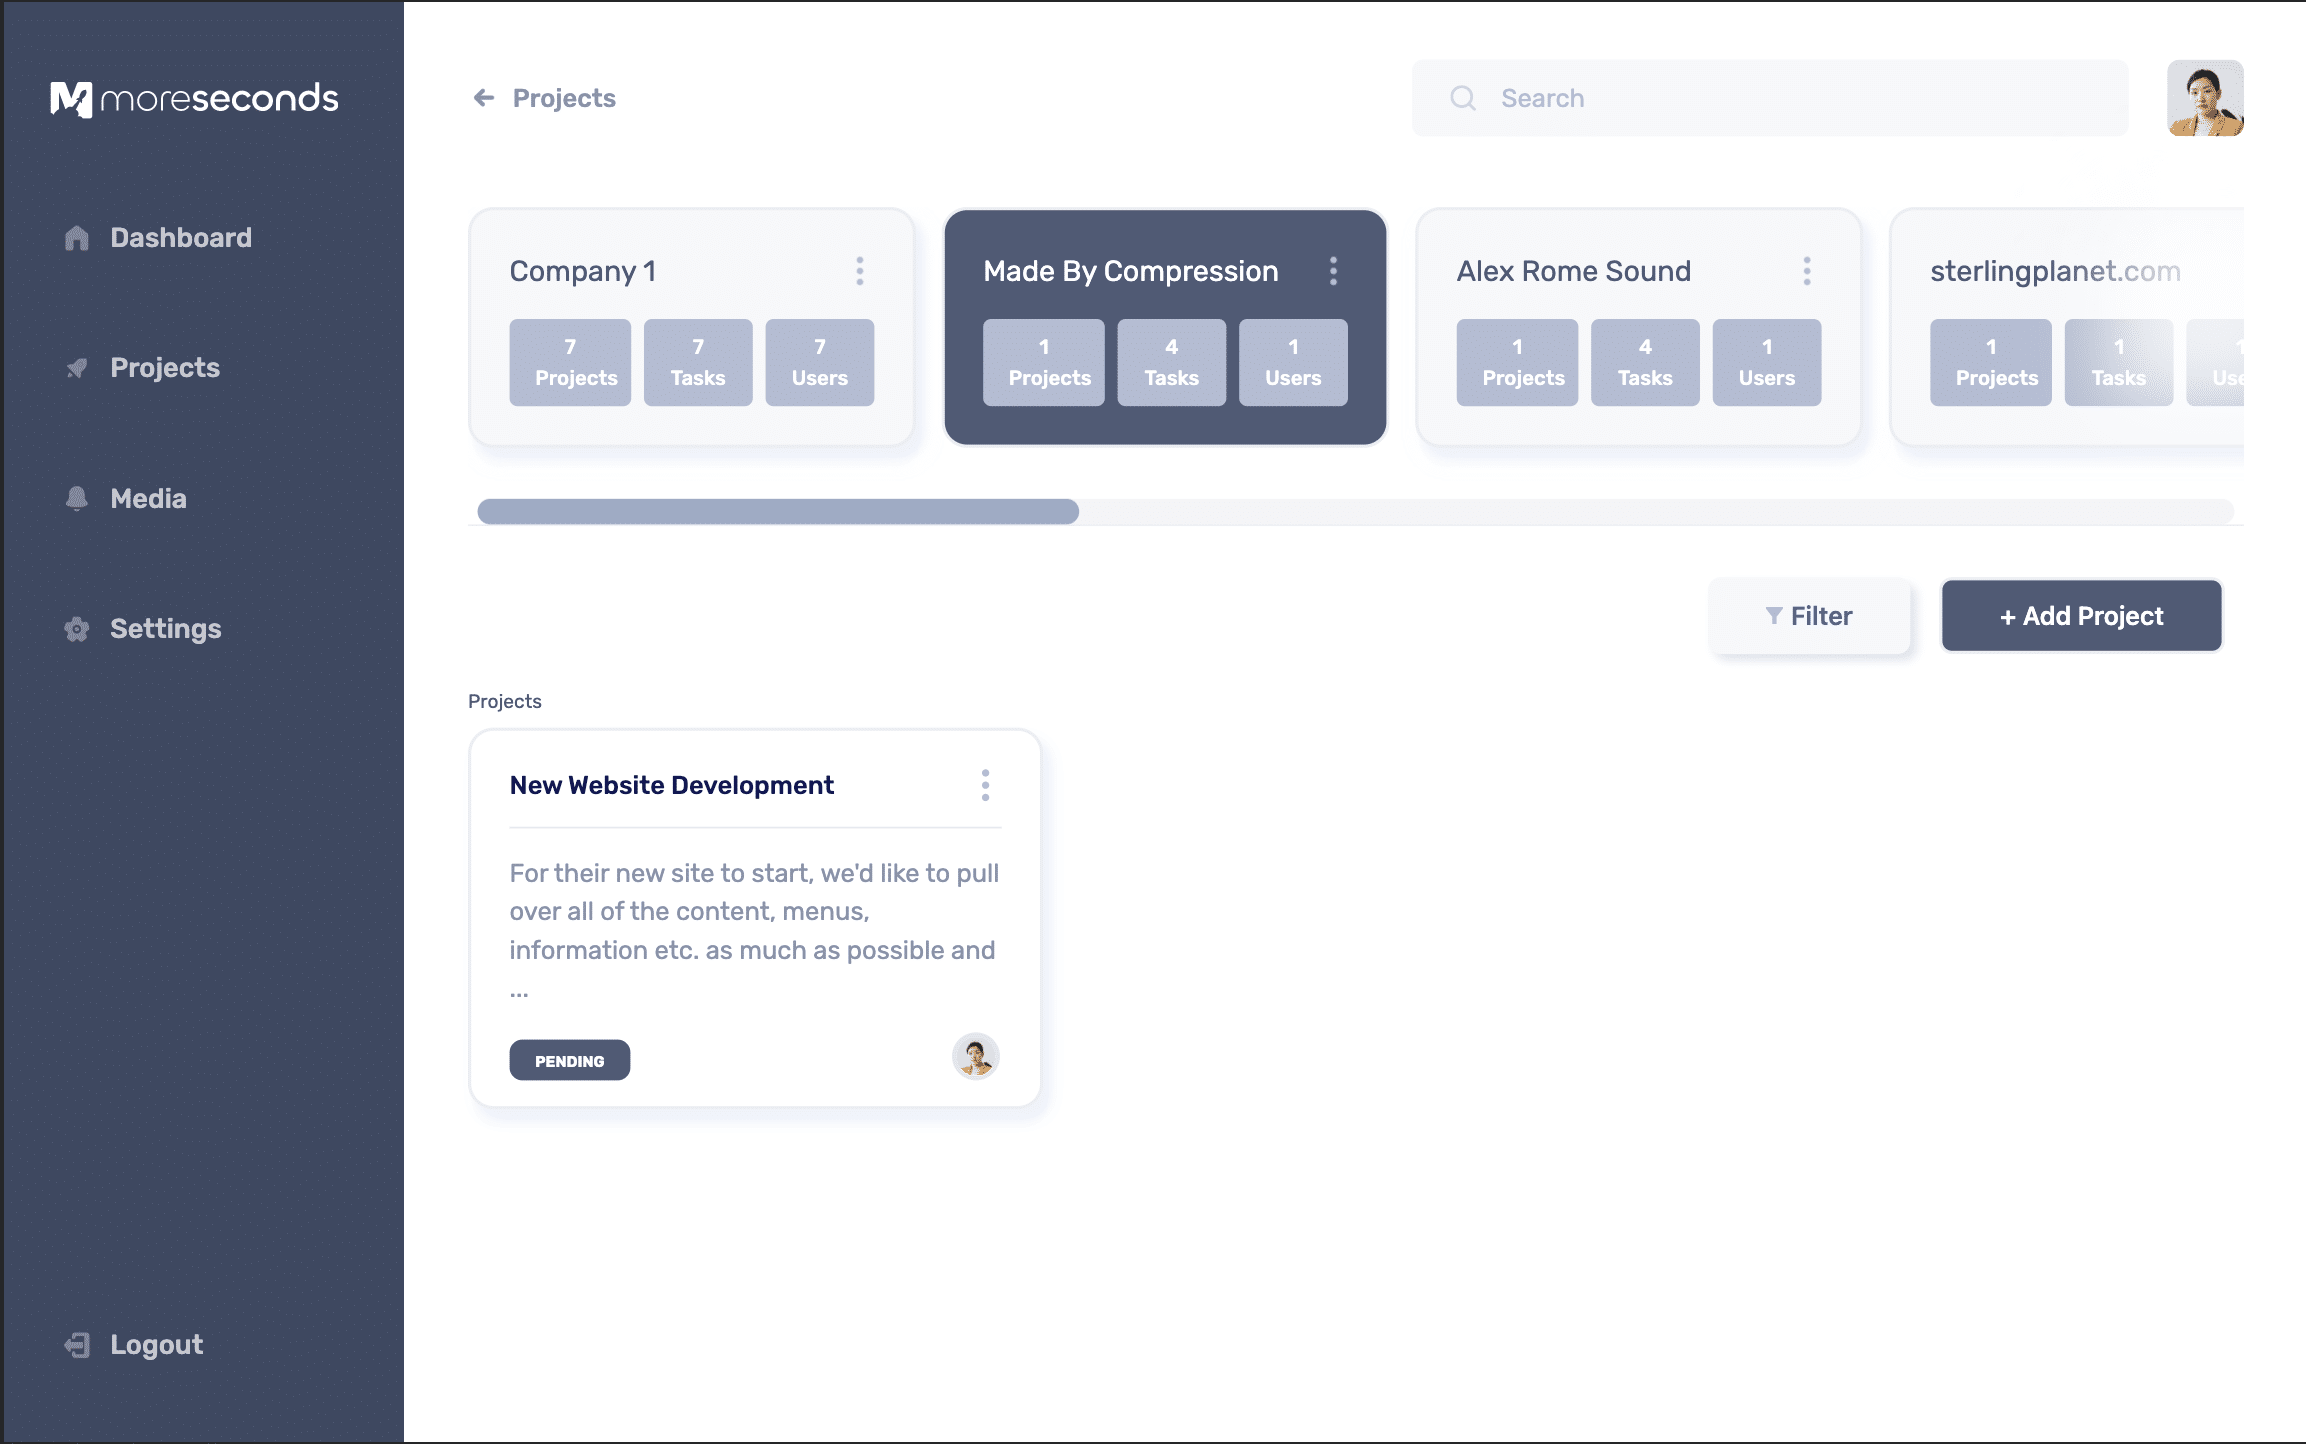 moreseconds
Dashboard
Projects
Media
Settings
Logout
Projects
Search
Company 1
7 Projects
7 Tasks
7 Users
Made By Compression
1 Projects
4 Tasks
1 Users
Alex Rome Sound
1 Projects
4 Tasks
1 Users
sterlingplanet.com
1 Projects
1 Tasks
1 Use
Filter
+ Add Project
Projects
New Website Development
For their new site to start, we'd like to pull
over all of the content, menus,
information etc. as much as possible and
...
PENDING